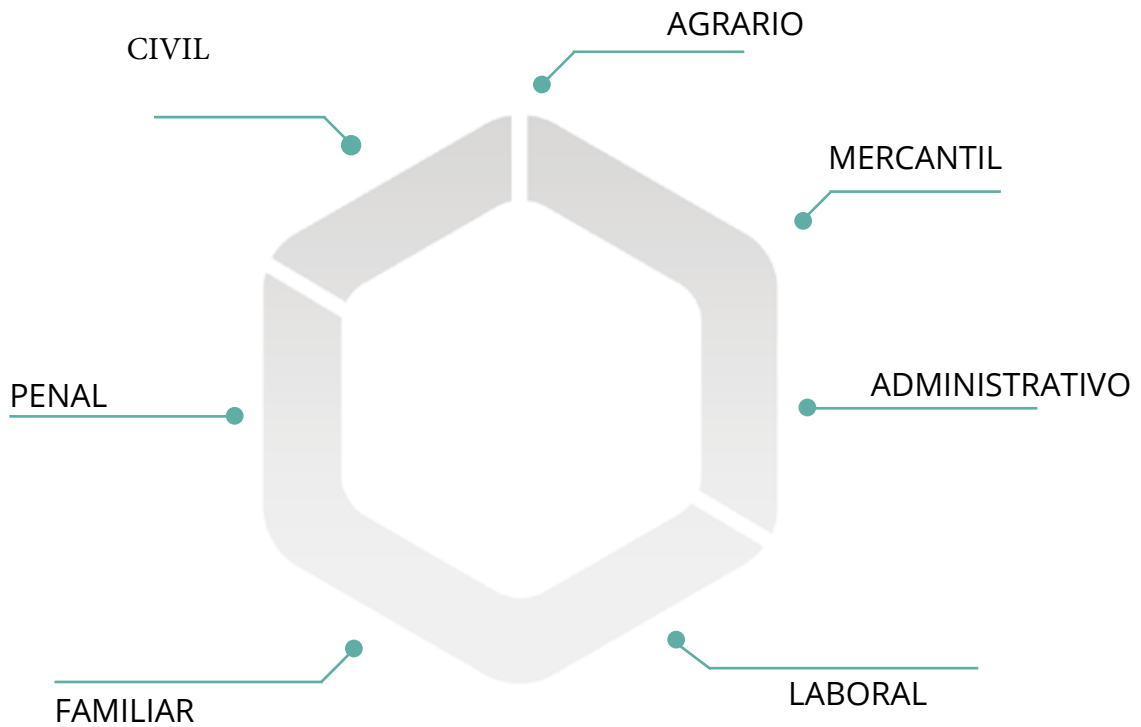 AGRARIO
CIVIL
MERCANTIL
ADMINISTRATIVO
PENAL
LABORAL
FAMILIAR